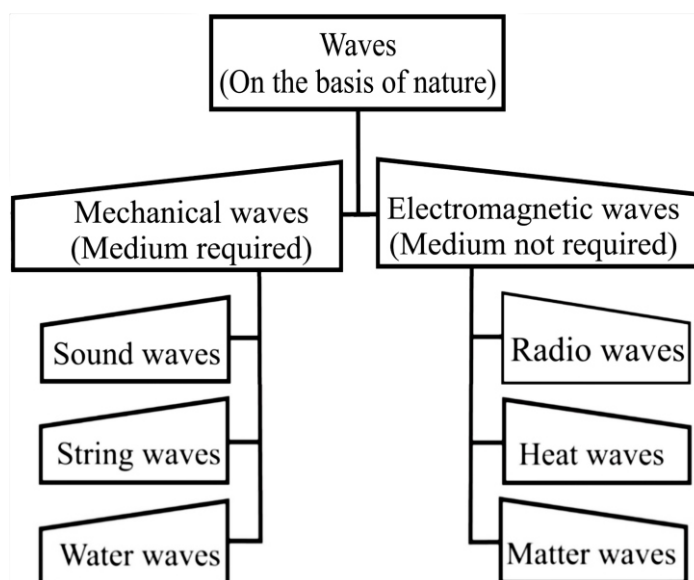 Waves
(On the basis of nature)
Mechanical waves
(Medium required)
Electromagnetic waves
(Medium not required)
Sound waves
String waves
Water waves
Radio waves
Heat waves
Matter waves